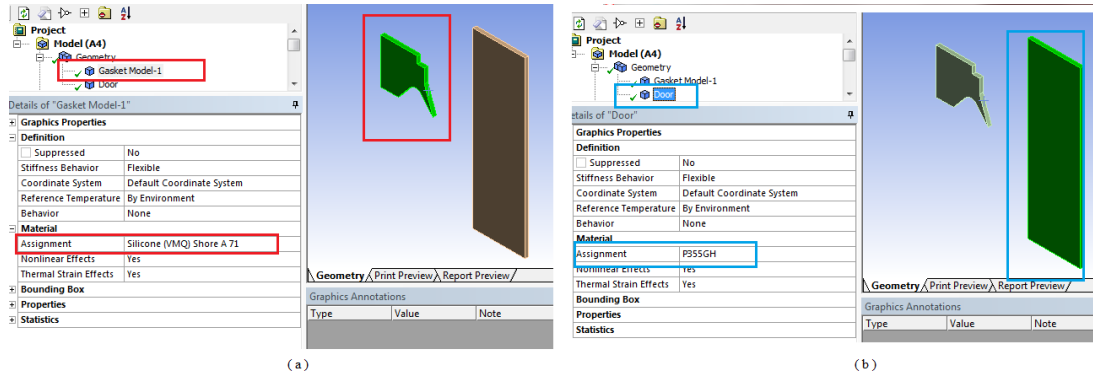 Project
Model (A4)
Geometry
Gasket Model-1
Door
Details of "Gasket Model-1"
Graphics Properties
Definition
Suppressed No
Stiffness Behavior Flexible
Coordinate System Default Coordinate System
Reference Temperature By Environment
Behavior None
Material
Assignment Silicone (VMQ) Shore A 71
Nonlinear Effects Yes
Thermal Strain Effects Yes
Bounding Box
Properties
Statistics
Geometry Print Preview Report Preview
Graphics Annotations
Type Value Note
(a)
Project
Model (A4)
Geometry
Gasket Model-1
Door
etails of "Door"
Graphics Properties
Definition
Suppressed No
Stiffness Behavior Flexible
Coordinate System Default Coordinate System
Reference Temperature By Environment
Behavior None
Material
Assignment P355GH
Nonlinear Effects Yes
Thermal Strain Effects Yes
Bounding Box
Properties
Statistics
Geometry Print Preview Report Preview
Graphics Annotations
Type Value Note
(b)